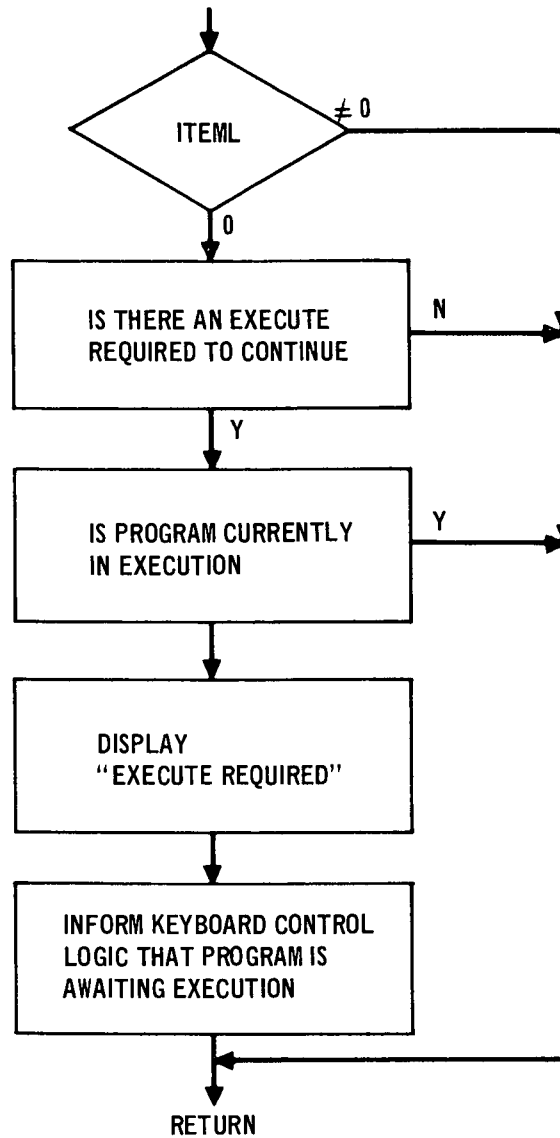 ≠ 0
ITEML
0
IS THERE AN EXECUTE
REQUIRED TO CONTINUE
N
Y
IS PROGRAM CURRENTLY
IN EXECUTION
Y
DISPLAY
“EXECUTE REQUIRED”
INFORM KEYBOARD CONTROL
LOGIC THAT PROGRAM IS
AWAITING EXECUTION
RETURN